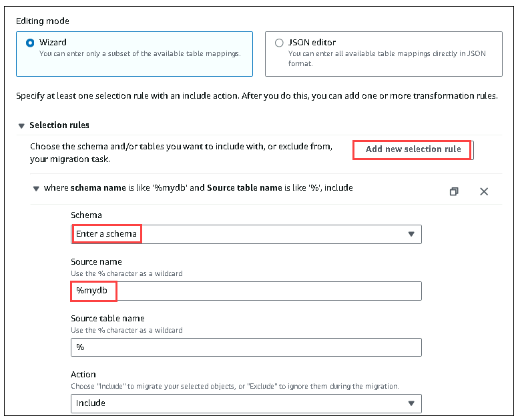 Editing mode
Wizard
You can enter only a subset of the available table mappings.
JSON editor
You can enter all available table mappings directly in JSON
format.
Specify at least one selection rule with an include action. After you do this, you can add one or more transformation rules.
Selection rules
Choose the schema and/or tables you want to include with, or exclude from,
your migration task.
Add new selection rule
where schema name is like '%mydb' and Source table name is like '%', include
Schema
Enter a schema
Source name
Use the % character as a wildcard
%mydb
Source table name
Use the % character as a wildcard
%
Action
Choose "Include" to migrate your selected objects, or "Exclude" to ignore them during the migration.
Include